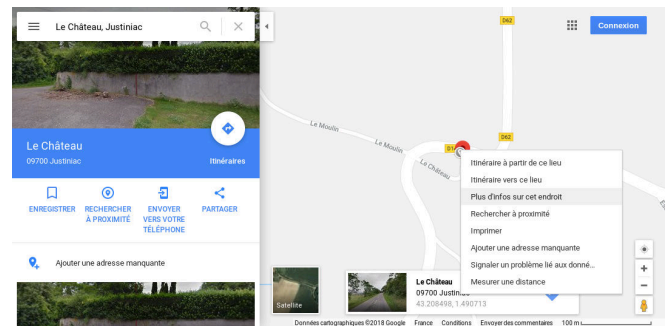 Le Château, Justiniac
Le Château
09700 Justiniac
Itinéraires
ENREGISTRER
RECHERCHER
À PROXIMITÉ
ENVOYER
VERS VOTRE
TÉLÉPHONE
PARTAGER
Ajouter une adresse manquante
D62
Connexion
Le Moulin
Le Moulin
Le Château
D62
Itinéraire à partir de ce lieu
Itinéraire vers ce lieu
Plus d'infos sur cet endroit
Rechercher à proximité
Imprimer
Ajouter une adresse manquante
Signaler un problème lié aux donné...
Mesurer une distance
Satellite
Le Château
09700
43.208498, 1.490713
Données cartographiques ©2018 Google France Conditions Envoyer des commentaires 100 m